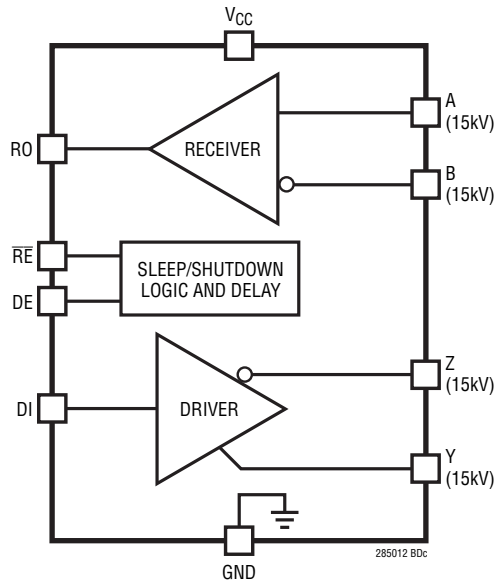 VCC
A
(15kV)
RO
RECEIVER
B
(15kV)
RE
SLEEP/SHUTDOWN
LOGIC AND DELAY
DE
Z
(15kV)
DI
DRIVER
Y
(15kV)
285012 BDc
GND